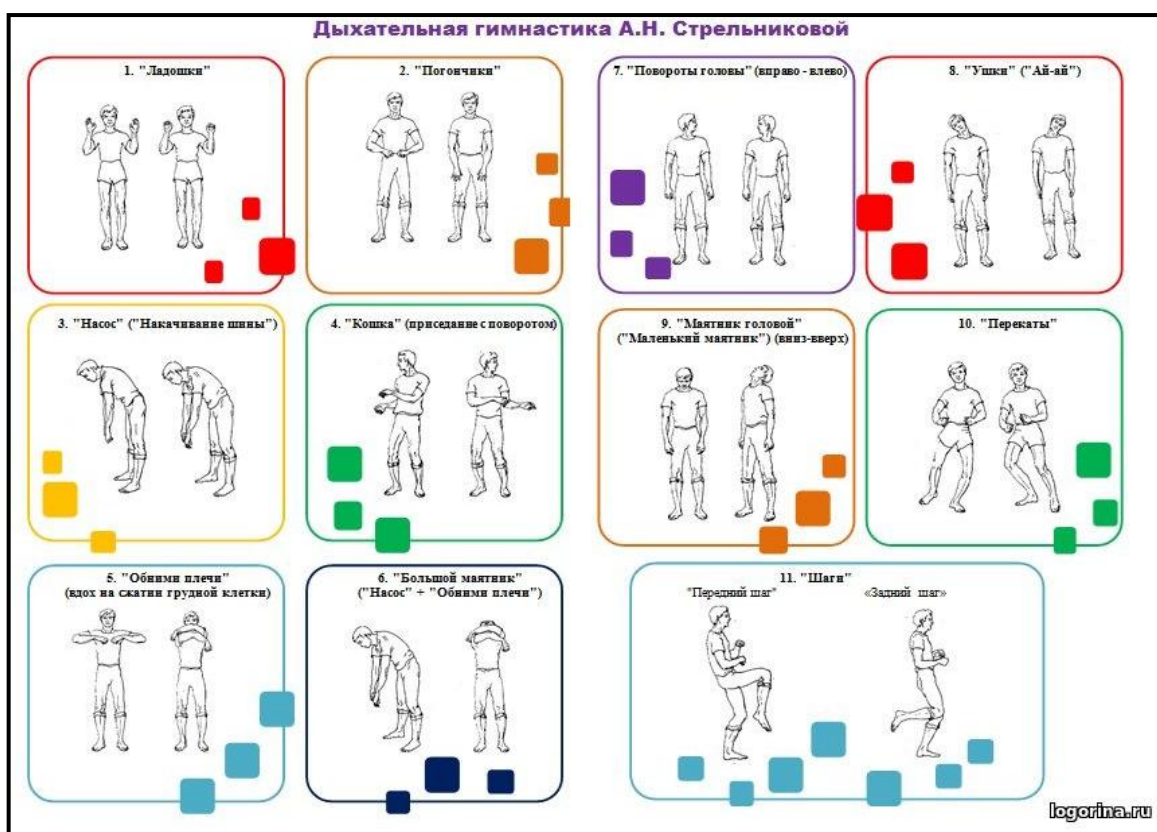 Дыхательная гимнастика А.Н. Стрельниковой
1. "Ладошки"
2. "Погончики"
3. "Насос" ("Накачивание шины")
4. "Кошка" (приседание с поворотом)
5. "Обними плечи"
(вдох на сжатии грудной клетки)
6. "Большой маятник"
("Насос" + "Обними плечи")
7. "Повороты головы" (вправо - влево)
8. "Ушки" ("Ай-ай")
9. "Маятник головой"
("Маленький маятник") (вниз-вверх)
10. "Перекаты"
11. "Шаги"
"Передний шаг"
«Задний шаг»
logorina.ru